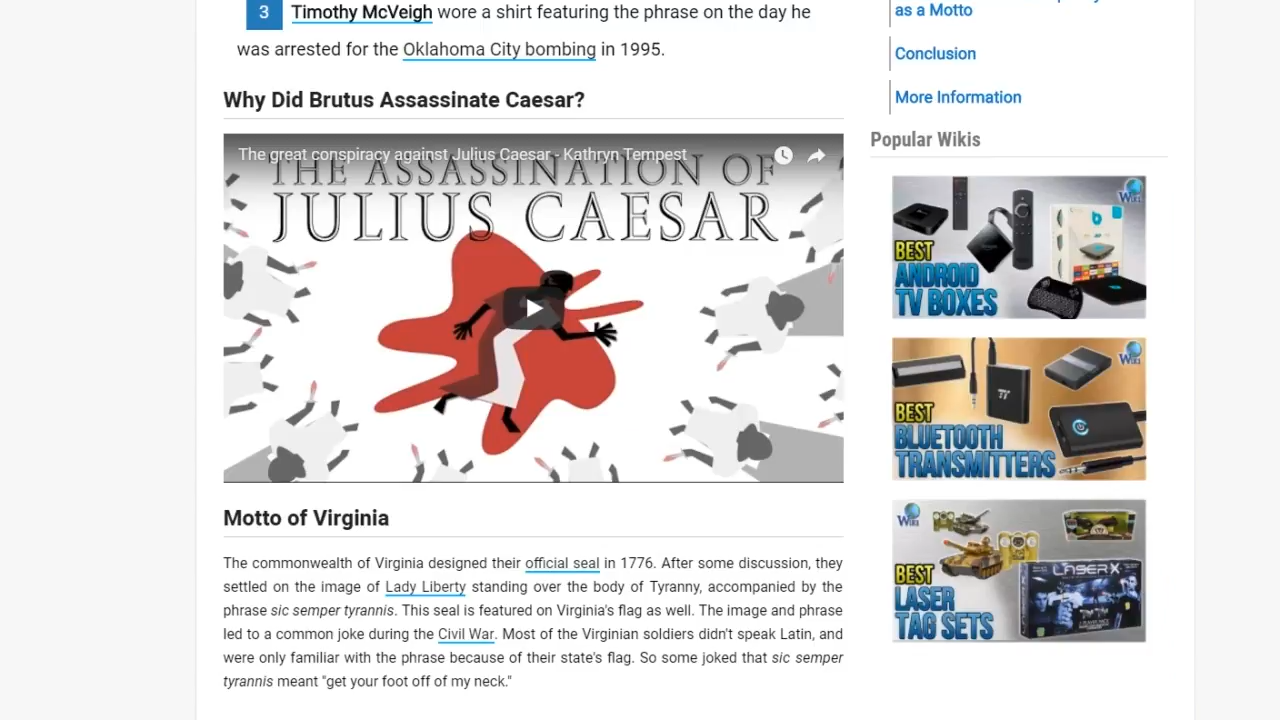 3 Timothy McVeigh wore a shirt featuring the phrase on the day he
was arrested for the Oklahoma City bombing in 1995.
Why Did Brutus Assassinate Caesar?
The great conspiracy against Julius Caesar - Kathryn Tempest
THE ASSASSINATION OF
JULIUS CAESAR
Motto of Virginia
The commonwealth of Virginia designed their official seal in 1776. After some discussion, they
settled on the image of Lady Liberty standing over the body of Tyranny, accompanied by the
phrase sic semper tyrannis. This seal is featured on Virginia's flag as well. The image and phrase
led to a common joke during the Civil War. Most of the Virginian soldiers didn't speak Latin, and
were only familiar with the phrase because of their state's flag. So some joked that sic semper
tyrannis meant "get your foot off of my neck."
as a Motto
Conclusion
More Information
Popular Wikis
WIKI
BEST
ANDROID
TV BOXES
WIKI
BEST
BLUETOOTH
TRANSMITTERS
WIKI
BEST
LASER
TAG SETS
LASER X